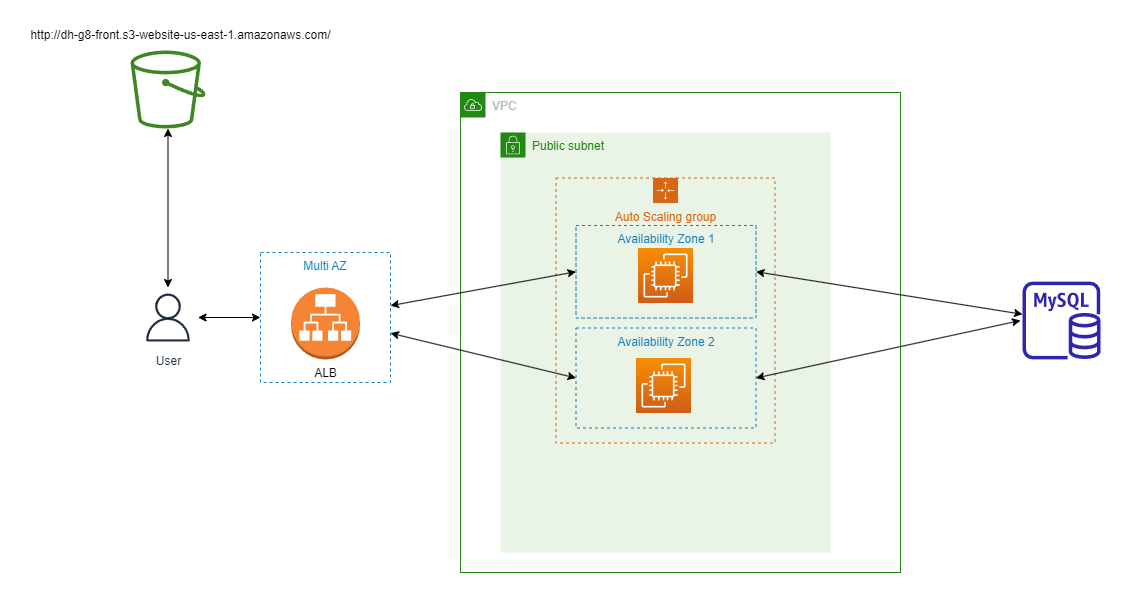 http://dh-g8-front.s3-website-us-east-1.amazonaws.com/
VPC
Public subnet
Auto Scaling group
Availability Zone 1
Multi AZ
MySQL
Availability Zone 2
User
ALB